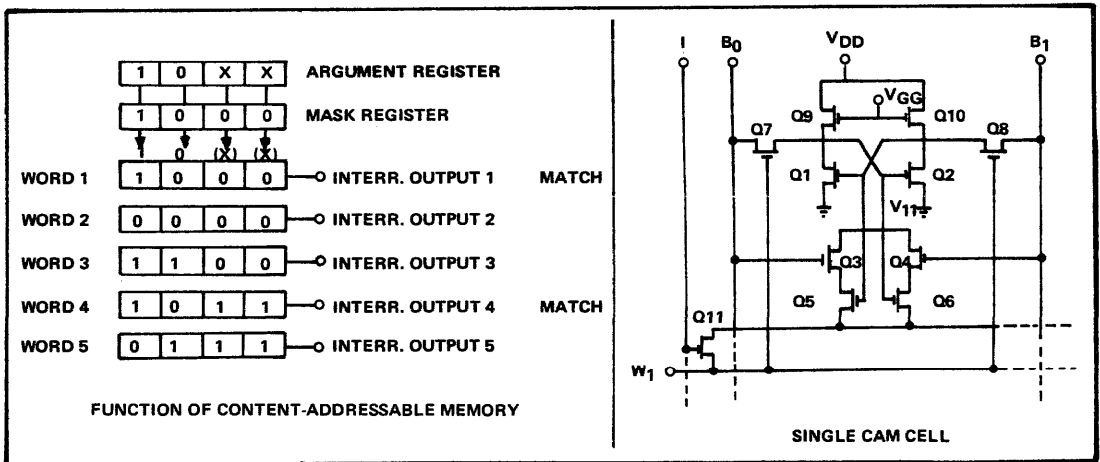 1 0 X X ARGUMENT REGISTER
1 0 0 0 MASK REGISTER
1 0 (X) (X)
WORD 1 1 0 0 0 INTERR. OUTPUT 1 MATCH
WORD 2 0 0 0 0 INTERR. OUTPUT 2
WORD 3 1 1 0 0 INTERR. OUTPUT 3
WORD 4 1 0 1 1 INTERR. OUTPUT 4 MATCH
WORD 5 0 1 1 1 INTERR. OUTPUT 5
FUNCTION OF CONTENT-ADDRESSABLE MEMORY
I B0 VDD B1
VGG
Q9 Q10
Q7 Q8
Q1 Q2
V11
Q3 Q4
Q5 Q6
Q11
W1
SINGLE CAM CELL